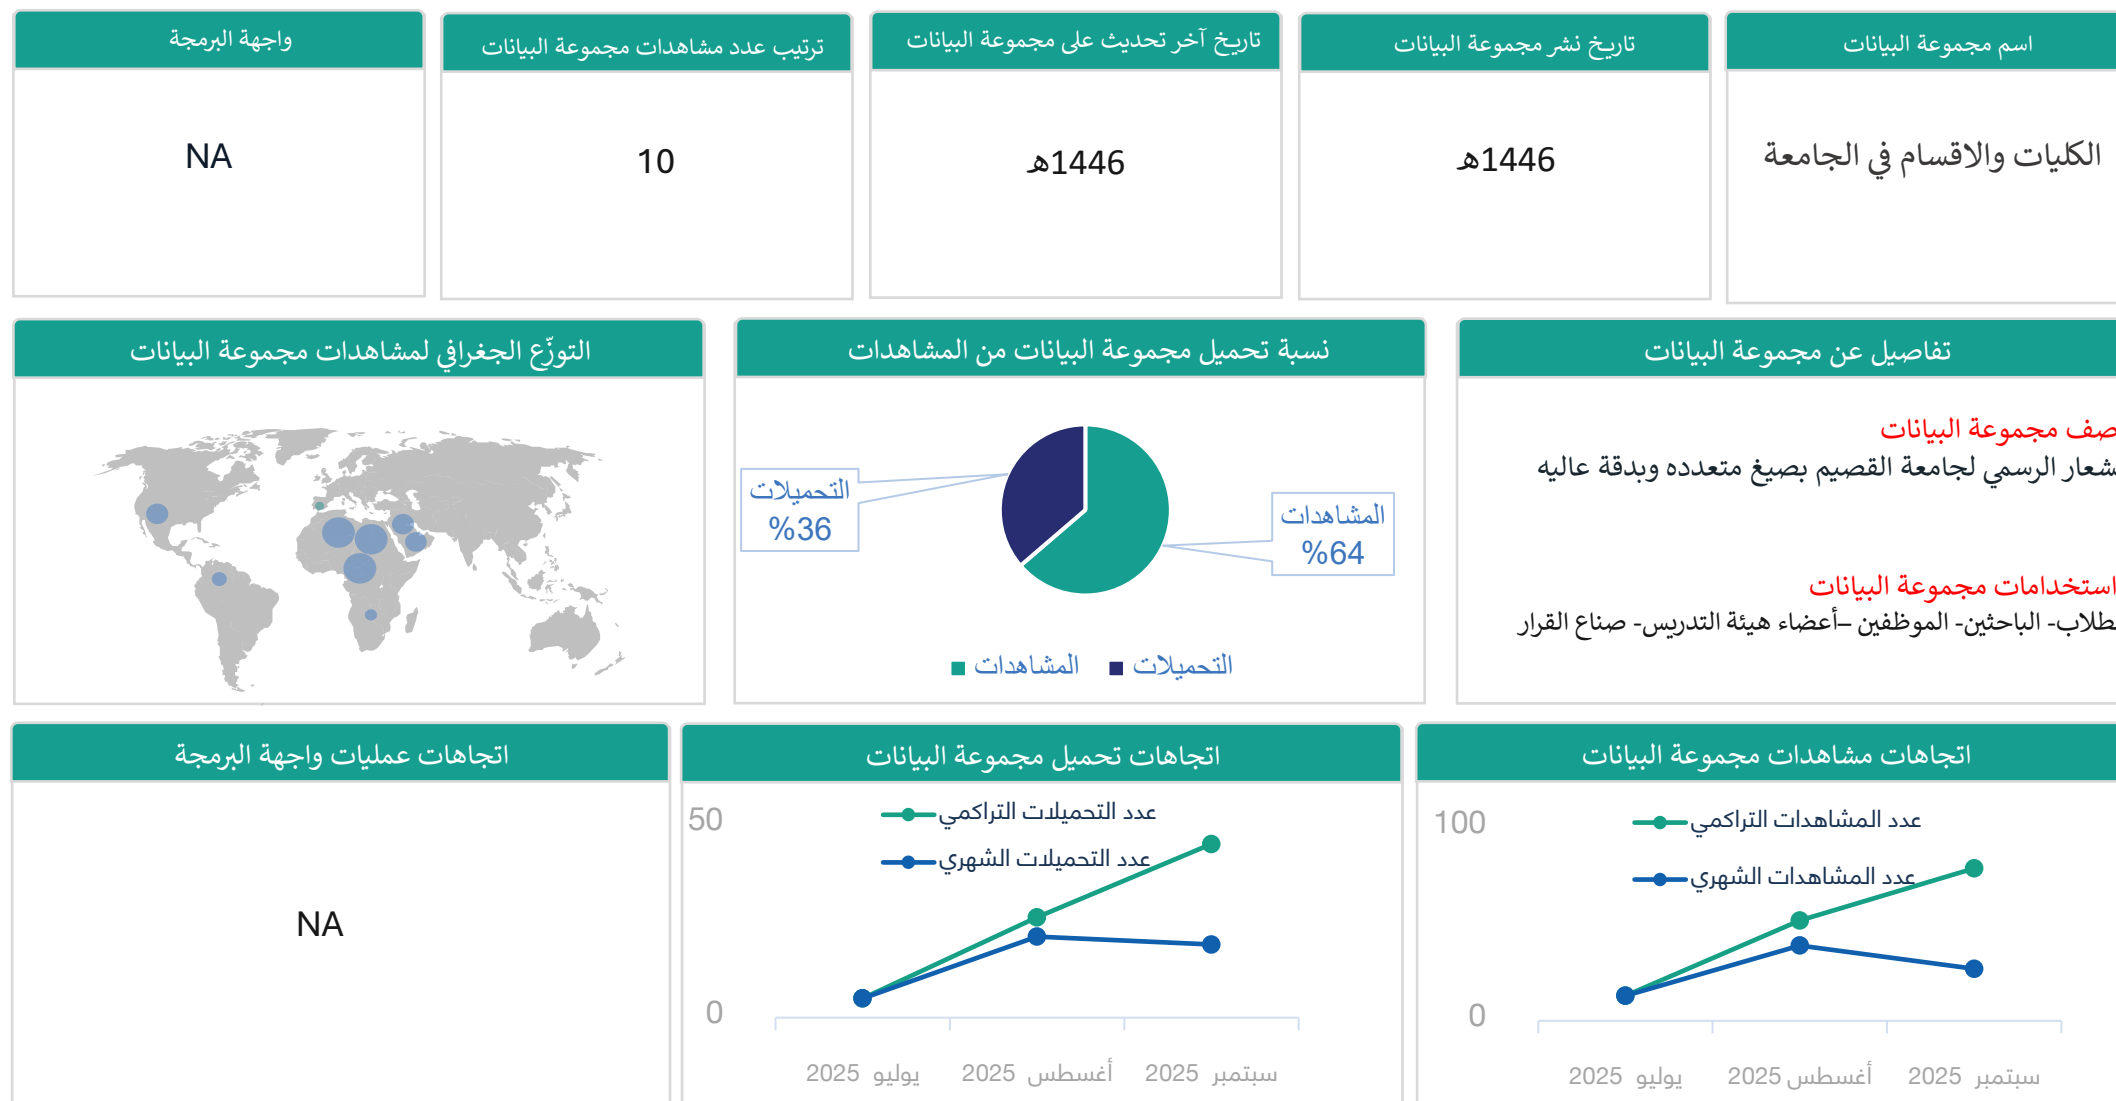 اسم مجموعة البيانات
الكليات والاقسام في الجامعة
تاريخ نشر مجموعة البيانات
1446هـ
تاريخ آخر تحديث على مجموعة البيانات
1446هـ
ترتيب عدد مشاهدات مجموعة البيانات
10
واجهة البرمجة
NA
تفاصيل عن مجموعة البيانات
مجموعة البيانات
الرسمي لجامعة القصيم بصيغ متعدده وبدقة عاليه
استخدامات مجموعة البيانات
الباحثين- الموظفين –أعضاء هيئة التدريس- صناع القرار
نسبة تحميل مجموعة البيانات من المشاهدات
التحميلات
%36
المشاهدات
%64
التحميلات
المشاهدات
التوزّع الجغرافي لمشاهدات مجموعة البيانات
اتجاهات مشاهدات مجموعة البيانات
100
0
عدد المشاهدات التراكمي
عدد المشاهدات الشهري
يوليو 2025
أغسطس 2025
سبتمبر 2025
اتجاهات تحميل مجموعة البيانات
50
0
عدد التحميلات التراكمي
عدد التحميلات الشهري
يوليو 2025
أغسطس 2025
سبتمبر 2025
اتجاهات عمليات واجهة البرمجة
NA